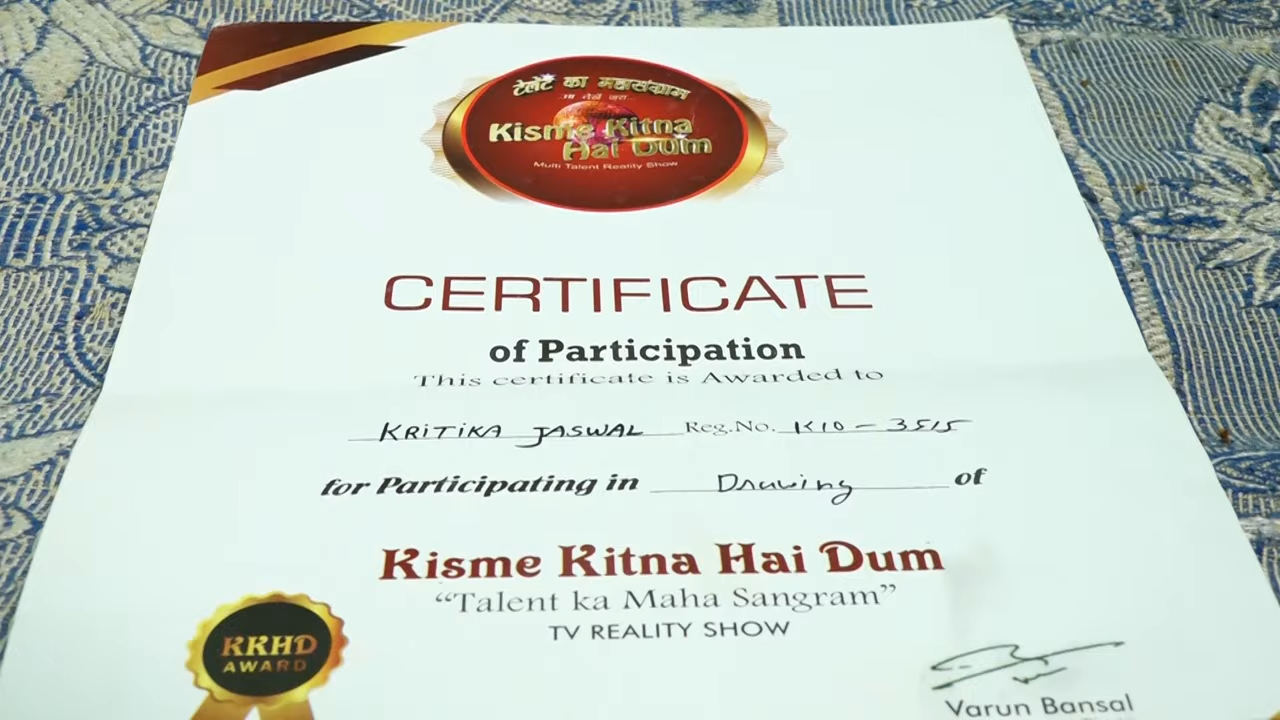 टेलेंट का महासंग्राम
Kisme Kitna
Hai Dum
Multi Talent Reality Show
CERTIFICATE
of Participation
This certificate is Awarded to
KRITIKA JASWAL Reg.No. K10-3515
for Participating in Drawing of
Kisme Kitna Hai Dum
“Talent ka Maha Sangram”
TV REALITY SHOW
KKHD
AWARD
Varun Bansal